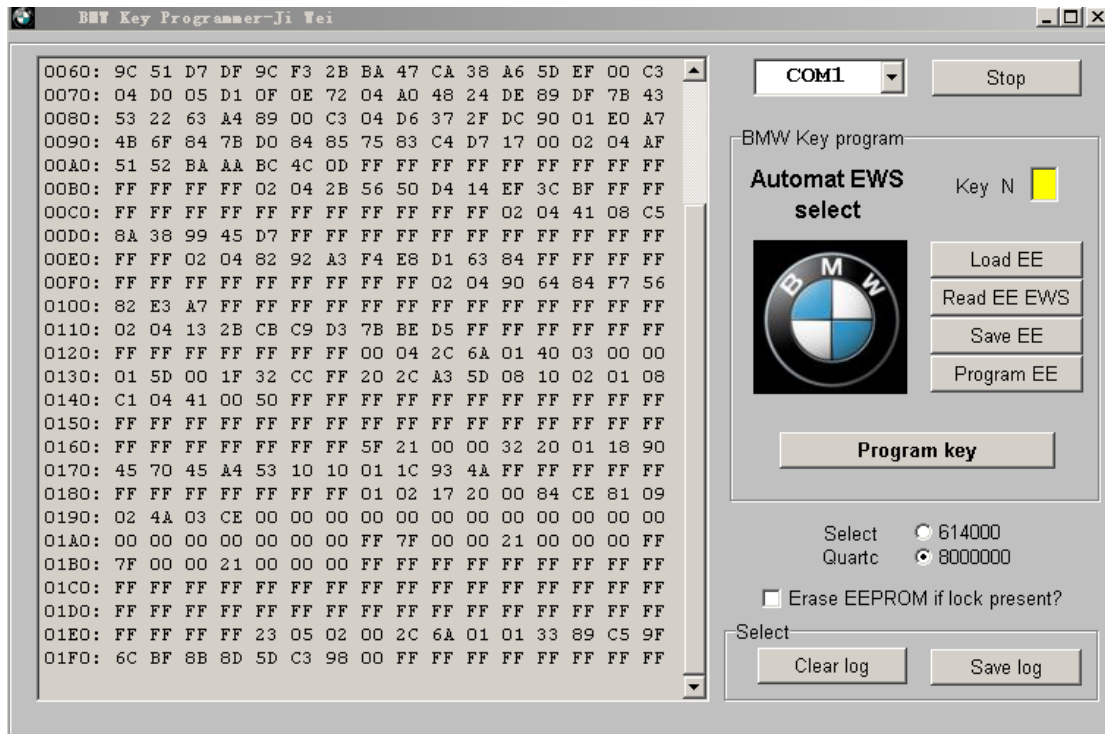 BMW Key Programmer-Ji Wei
0060: 9C 51 D7 DF 9C F3 2B BA 47 CA 38 A6 5D EF 00 C3
0070: 04 D0 05 D1 0F 0E 72 04 A0 48 24 DE 89 DF 7B 43
0080: 53 22 63 A4 89 00 C3 04 D6 37 2F DC 90 01 E0 A7
0090: 4B 6F 84 7B D0 84 85 75 83 C4 D7 17 00 02 04 AF
00A0: 51 52 BA AA BC 4C 0D FF FF FF FF FF FF FF FF FF
00B0: FF FF FF FF 02 04 2B 56 50 D4 14 EF 3C BF FF FF
00C0: FF FF FF FF FF FF FF FF FF FF FF 02 04 41 08 C5
00D0: 8A 38 99 45 D7 FF FF FF FF FF FF FF FF FF FF FF
00E0: FF FF 02 04 82 92 A3 F4 E8 D1 63 84 FF FF FF FF
00F0: FF FF FF FF FF FF FF FF FF 02 04 90 64 84 F7 56
0100: 82 E3 A7 FF FF FF FF FF FF FF FF FF FF FF FF FF
0110: 02 04 13 2B CB C9 D3 7B BE D5 FF FF FF FF FF FF
0120: FF FF FF FF FF FF FF 00 04 2C 6A 01 40 03 00 00
0130: 01 5D 00 1F 32 CC FF 20 2C A3 5D 08 10 02 01 08
0140: C1 04 41 00 50 FF FF FF FF FF FF FF FF FF FF FF
0150: FF FF FF FF FF FF FF FF FF FF FF FF FF FF FF FF
0160: FF FF FF FF FF FF FF 5F 21 00 00 32 20 01 18 90
0170: 45 70 45 A4 53 10 10 01 1C 93 4A FF FF FF FF FF
0180: FF FF FF FF FF FF FF 01 02 17 20 00 84 CE 81 09
0190: 02 4A 03 CE 00 00 00 00 00 00 00 00 00 00 00 00
01A0: 00 00 00 00 00 00 00 FF 7F 00 00 21 00 00 00 FF
01B0: 7F 00 00 21 00 00 00 FF FF FF FF FF FF FF FF FF
01C0: FF FF FF FF FF FF FF FF FF FF FF FF FF FF FF FF
01D0: FF FF FF FF FF FF FF FF FF FF FF FF FF FF FF FF
01E0: FF FF FF FF 23 05 02 00 2C 6A 01 01 33 89 C5 9F
01F0: 6C BF 8B 8D 5D C3 98 00 FF FF FF FF FF FF FF FF
COM1
Stop
BMW Key program
Automat EWS
select
Key N
BMW
Load EE
Read EE EWS
Save EE
Program EE
Program key
Select
Quartc
614000
8000000
Erase EEPROM if lock present?
Select
Clear log
Save log